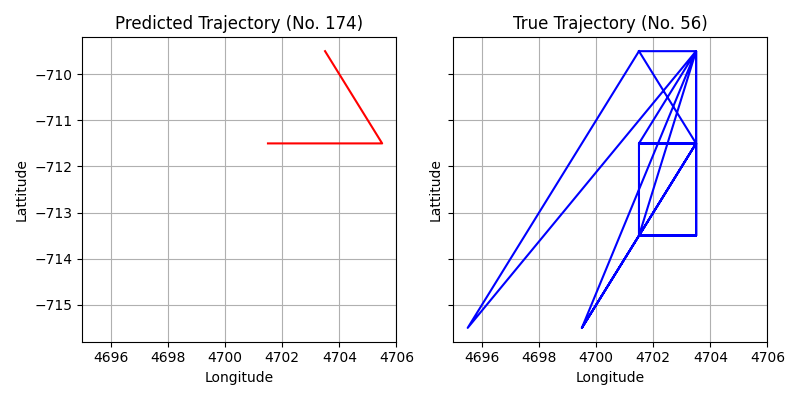 Predicted Trajectory (No. 174)
Lattitude
−710
−711
−712
−713
−714
−715
4696 4698 4700 4702 4704 4706
Longitude
True Trajectory (No. 56)
Lattitude
4696 4698 4700 4702 4704 4706
Longitude